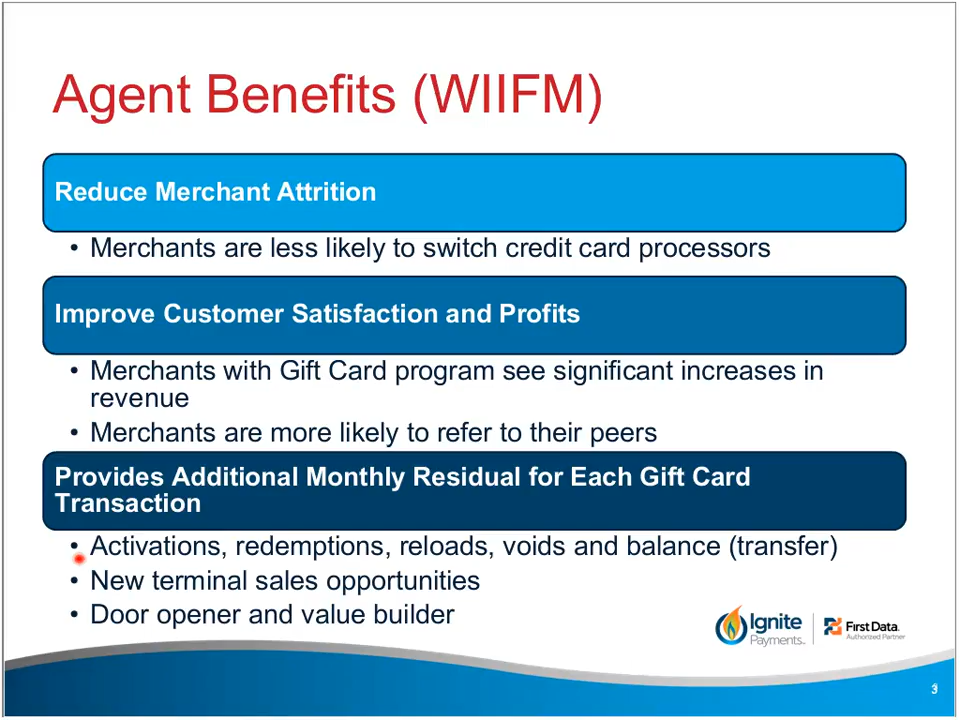 Agent Benefits (WIIFM)
Reduce Merchant Attrition
• Merchants are less likely to switch credit card processors
Improve Customer Satisfaction and Profits
• Merchants with Gift Card program see significant increases in
revenue
• Merchants are more likely to refer to their peers
Provides Additional Monthly Residual for Each Gift Card
Transaction
• Activations, redemptions, reloads, voids and balance (transfer)
• New terminal sales opportunities
• Door opener and value builder
Ignite
Payments.
First Data.
Authorized Partner
3